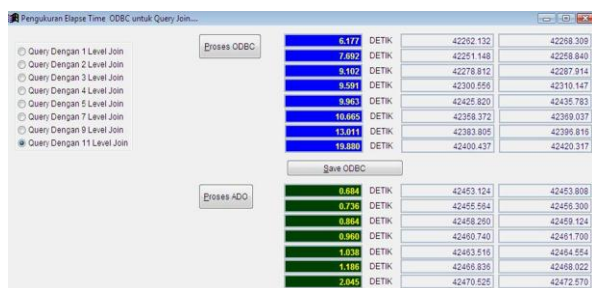 Pengukuran Elapse Time ODBC untuk Query Join....
Query Dengan 1 Level Join
Query Dengan 2 Level Join
Query Dengan 3 Level Join
Query Dengan 4 Level Join
Query Dengan 5 Level Join
Query Dengan 7 Level Join
Query Dengan 9 Level Join
Query Dengan 11 Level Join
Proses ODBC
6.177 DETIK 42262.132 42268.309
7.692 DETIK 42251.148 42258.840
9.102 DETIK 42278.812 42287.914
9.591 DETIK 42300.556 42310.147
9.963 DETIK 42425.820 42435.783
10.665 DETIK 42358.372 42369.037
13.011 DETIK 42383.805 42396.816
19.880 DETIK 42400.437 42420.317
Save ODBC
Proses ADO
0.684 DETIK 42453.124 42453.808
0.736 DETIK 42455.564 42456.300
0.864 DETIK 42458.260 42459.124
0.960 DETIK 42460.740 42461.700
1.038 DETIK 42463.516 42464.554
1.186 DETIK 42466.836 42468.022
2.045 DETIK 42470.525 42472.570